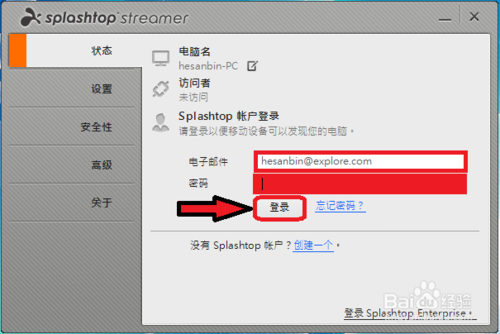 splashtop streamer
状态
设置
安全性
高级
关于
电脑名
hesanbin-PC
访问者
未访问
Splashtop 帐户登录
请登录以便移动设备可以发现您的电脑。
电子邮件
hesanbin@explore.com
密码
登录
忘记密码？
没有 Splashtop 帐户？创建一个。
Baidu 经验
登录 Splashtop Enterprise。